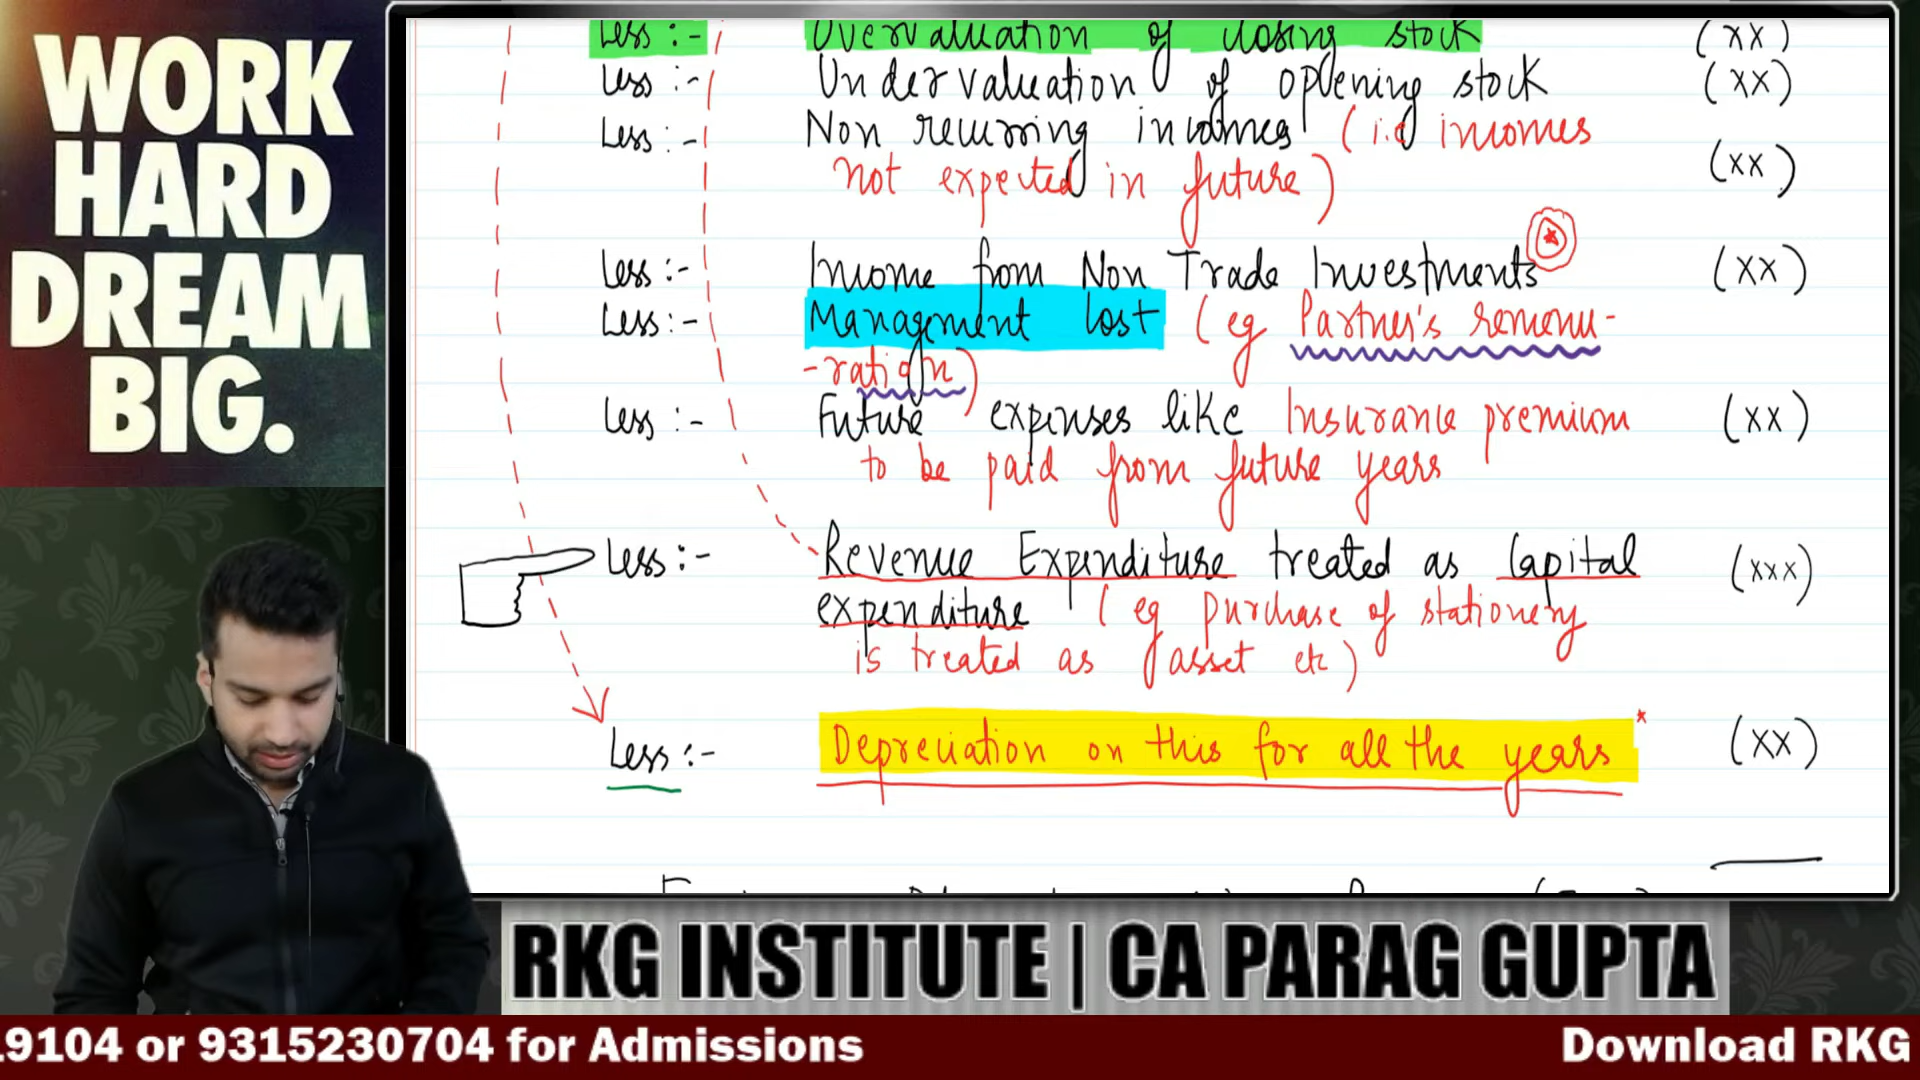 WORK
HARD
DREAM
BIG.
Less :- Overvaluation of closing stock (xx)
Less :- Undervaluation of opening stock (xx)
Less :- Non recurring incomes (i.e incomes
not expected in future) (xx)
Less :- Income from Non Trade Investments (xx)
Less :- Management Cost (eg Partner's remenu-
-ration)
Less :- Future expenses like Insurance premium (xx)
to be paid from future years
Less :- Revenue Expenditure treated as Capital (xxx)
expenditure (eg purchase of stationery
is treated as asset etc)
Less :- Depreciation on this for all the years* (xx)
RKG INSTITUTE | CA PARAG GUPTA
19104 or 9315230704 for Admissions Download RKG